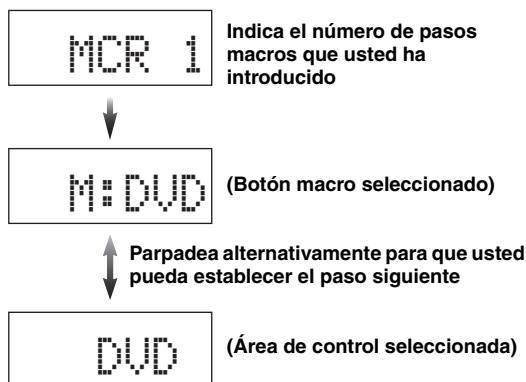 MCR 1
Indica el número de pasos
macros que usted ha
introducido
M:DVD
(Botón macro seleccionado)
Parpadea alternativamente para que usted
pueda establecer el paso siguiente
DVD
(Área de control seleccionada)